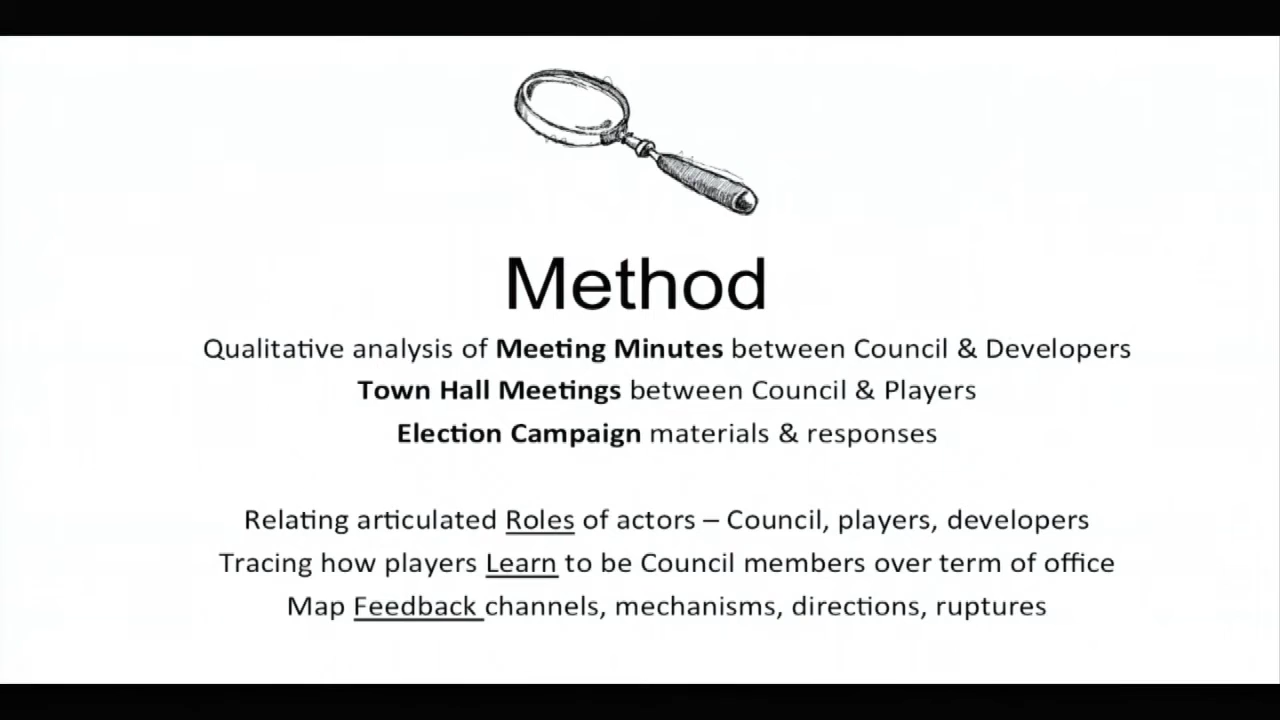 Method
Qualitative analysis of Meeting Minutes between Council & Developers
Town Hall Meetings between Council & Players
Election Campaign materials & responses
Relating articulated Roles of actors – Council, players, developers
Tracing how players Learn to be Council members over term of office
Map Feedback channels, mechanisms, directions, ruptures